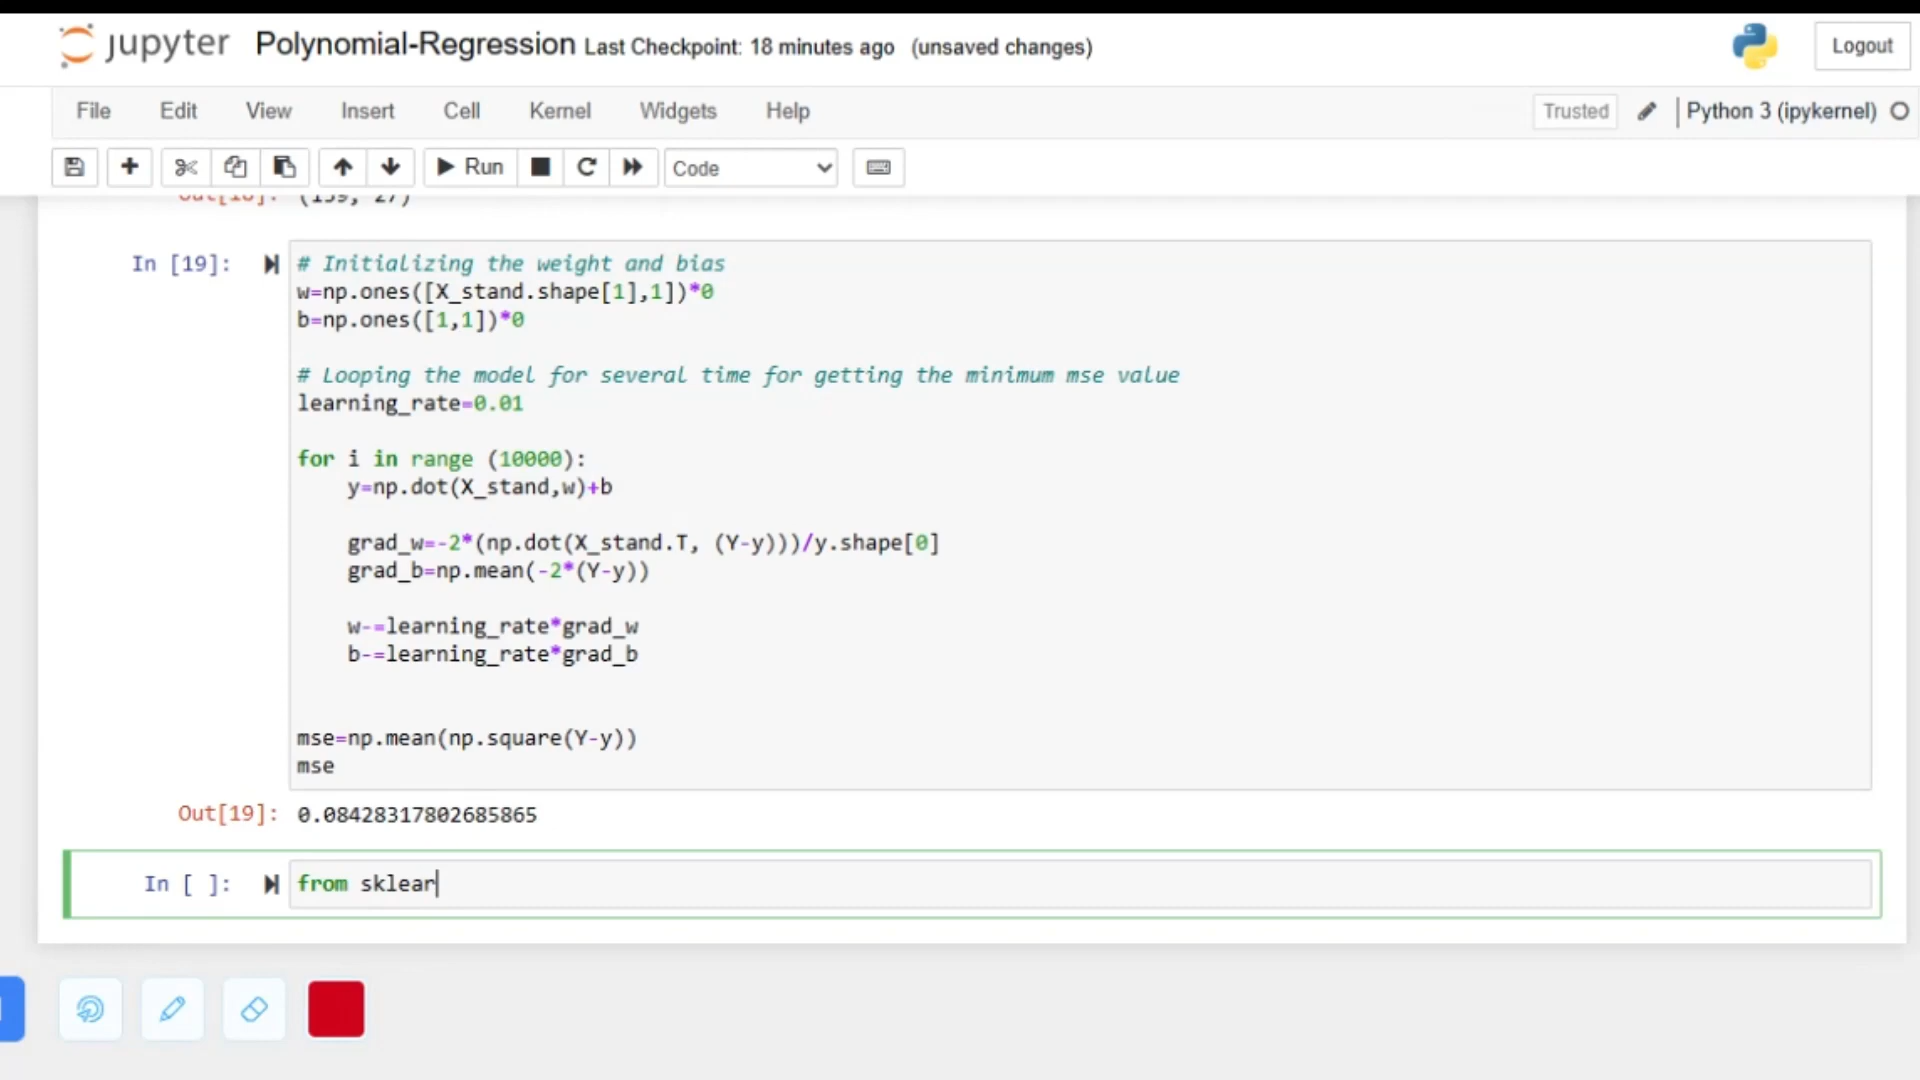 jupyter Polynomial-Regression Last Checkpoint: 18 minutes ago (unsaved changes) Logout
File Edit View Insert Cell Kernel Widgets Help Trusted Python 3 (ipykernel)
Run Code
In [19]: # Initializing the weight and bias
w=np.ones([X_stand.shape[1],1])*0
b=np.ones([1,1])*0
# Looping the model for several time for getting the minimum mse value
learning_rate=0.01
for i in range (10000):
y=np.dot(X_stand,w)+b
grad_w=-2*(np.dot(X_stand.T, (Y-y)))/y.shape[0]
grad_b=np.mean(-2*(Y-y))
w-=learning_rate*grad_w
b-=learning_rate*grad_b
mse=np.mean(np.square(Y-y))
mse
Out[19]: 0.08428317802685865
In [ ]: from sklear